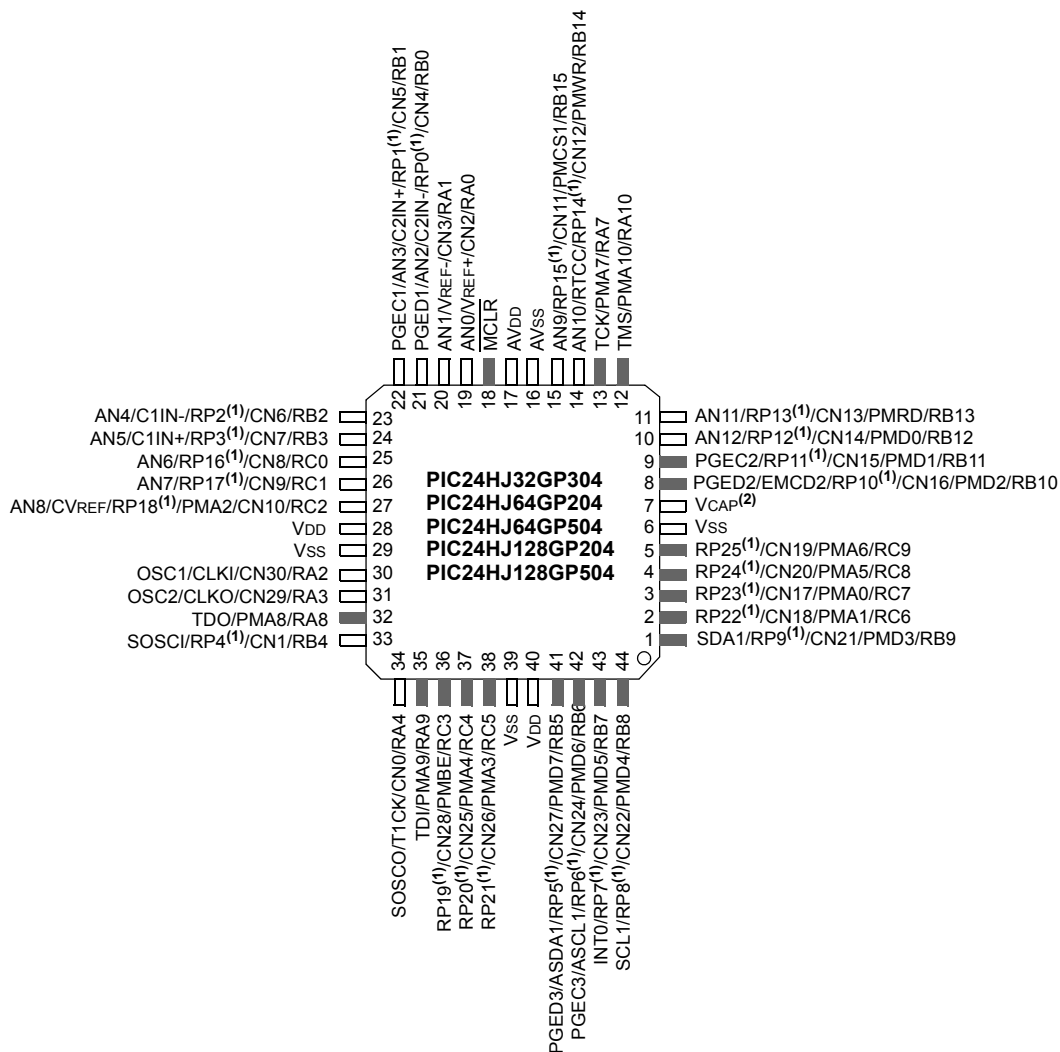 PGEC1/AN3/C2IN+/RP1(1)/CN5/RB1
PGED1/AN2/C2IN-/RP0(1)/CN4/RB0
AN1/VREF-/CN3/RA1
AN0/VREF+/CN2/RA0
MCLR
AVDD
AVSS
AN9/RP15(1)/CN11/PMCS1/RB15
AN10/RTCC/RP14(1)/CN12/PMWR/RB14
TCK/PMA7/RA7
TMS/PMA10/RA10
22 21 20 19 18 17 16 15 14 13 12
AN4/C1IN-/RP2(1)/CN6/RB2 23
AN5/C1IN+/RP3(1)/CN7/RB3 24
AN6/RP16(1)/CN8/RC0 25
AN7/RP17(1)/CN9/RC1 26
AN8/CVREF/RP18(1)/PMA2/CN10/RC2 27
VDD 28
VSS 29
OSC1/CLKI/CN30/RA2 30
OSC2/CLKO/CN29/RA3 31
TDO/PMA8/RA8 32
SOSCI/RP4(1)/CN1/RB4 33
PIC24HJ32GP304
PIC24HJ64GP204
PIC24HJ64GP504
PIC24HJ128GP204
PIC24HJ128GP504
11 AN11/RP13(1)/CN13/PMRD/RB13
10 AN12/RP12(1)/CN14/PMD0/RB12
9 PGEC2/RP11(1)/CN15/PMD1/RB11
8 PGED2/EMCD2/RP10(1)/CN16/PMD2/RB10
7 VCAP(2)
6 VSS
5 RP25(1)/CN19/PMA6/RC9
4 RP24(1)/CN20/PMA5/RC8
3 RP23(1)/CN17/PMA0/RC7
2 RP22(1)/CN18/PMA1/RC6
1 SDA1/RP9(1)/CN21/PMD3/RB9
34 35 36 37 38 39 40 41 42 43 44
SOSCO/T1CK/CN0/RA4
TDI/PMA9/RA9
RP19(1)/CN28/PMBE/RC3
RP20(1)/CN25/PMA4/RC4
RP21(1)/CN26/PMA3/RC5
VSS
VDD
PGED3/ASDA1/RP5(1)/CN27/PMD7/RB5
PGEC3/ASCL1/RP6(1)/CN24/PMD6/RB6
INT0/RP7(1)/CN23/PMD5/RB7
SCL1/RP8(1)/CN22/PMD4/RB8